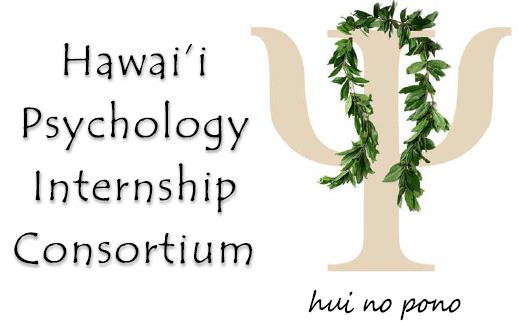 Hawai‘i
Psychology
Internship
Consortium
hui no pono